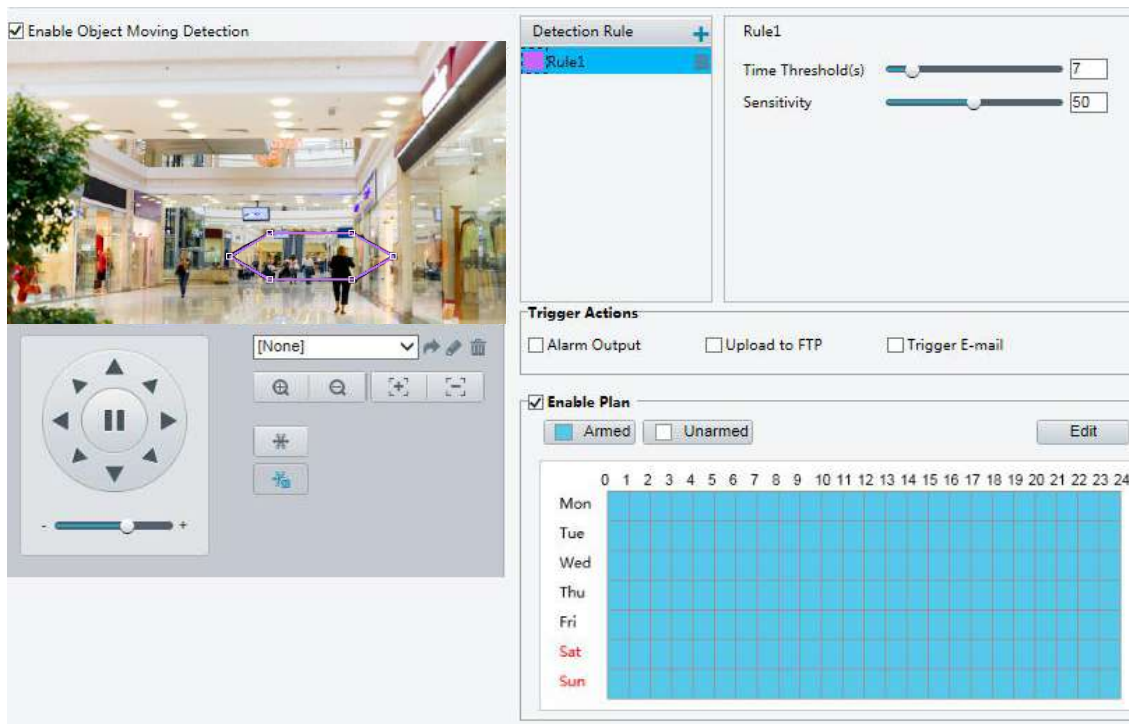 Enable Object Moving Detection
Detection Rule
Rule1
Rule1
Time Threshold(s) 7
Sensitivity 50
Trigger Actions
Alarm Output Upload to FTP Trigger E-mail
[None]
Enable Plan
Armed Unarmed Edit
0 1 2 3 4 5 6 7 8 9 10 11 12 13 14 15 16 17 18 19 20 21 22 23 24
Mon
Tue
Wed
Thu
Fri
Sat
Sun
- +